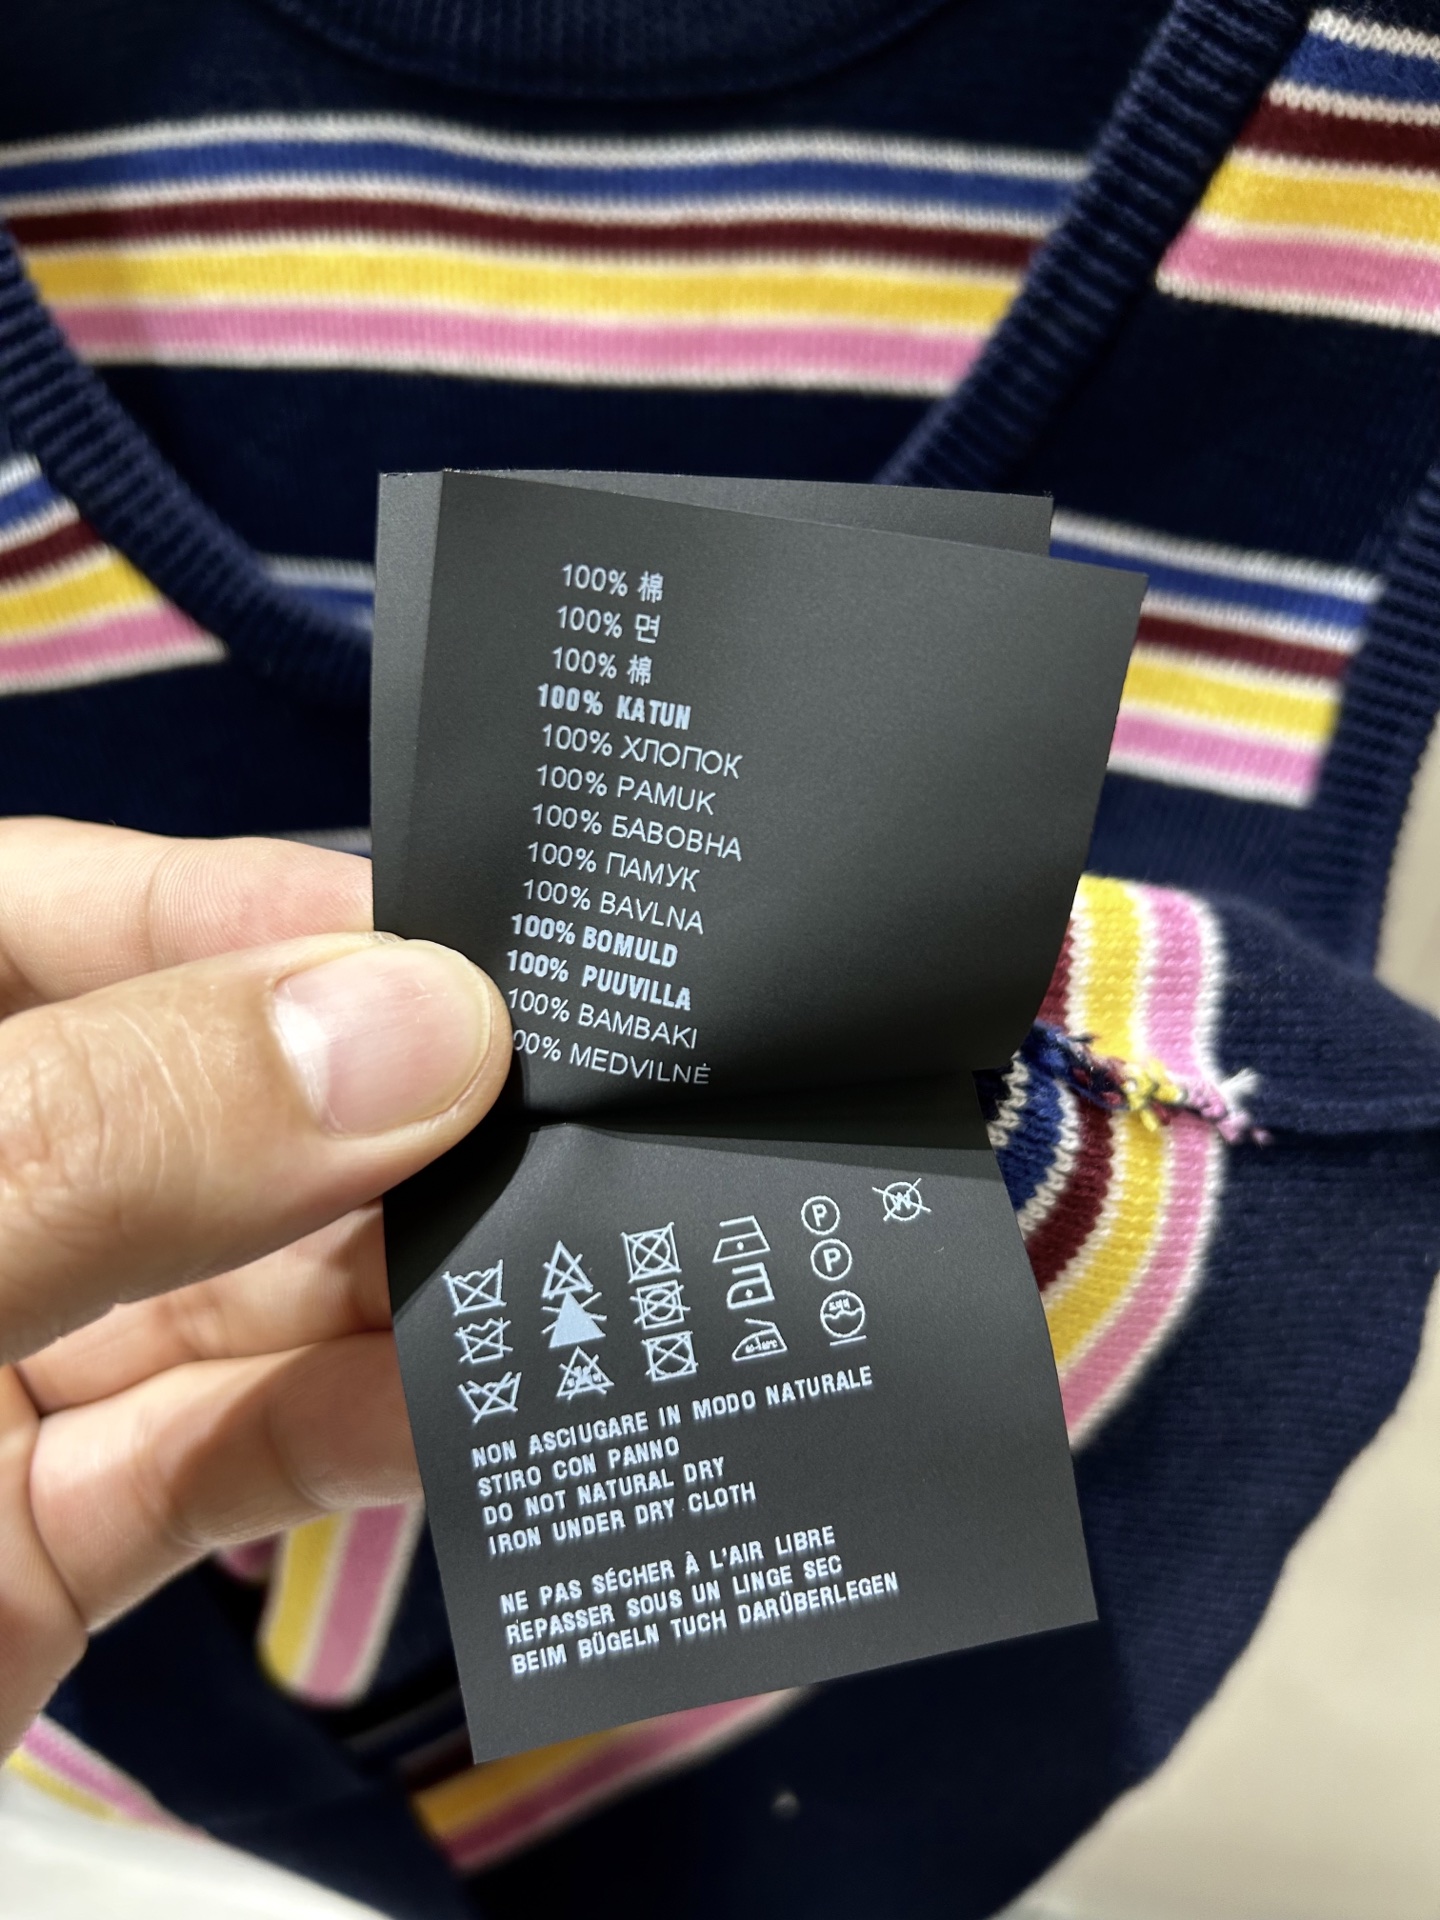 100% 棉
100% 면
100% 棉
100% KATUN
100% ХЛОПОК
100% PAMUK
100% БАВОВНА
100% ПАМУК
100% BAVLNA
100% BOMULD
100% PUUVILLA
100% BAMBAKI
00% MEDVILNĖ
P
W
P
NON ASCIUGARE IN MODO NATURALE
STIRO CON PANNO
DO NOT NATURAL DRY
IRON UNDER DRY CLOTH
NE PAS SÉCHER À L'AIR LIBRE
REPASSER SOUS UN LINGE SEC
BEIM BÜGELN TUCH DARÜBERLEGEN